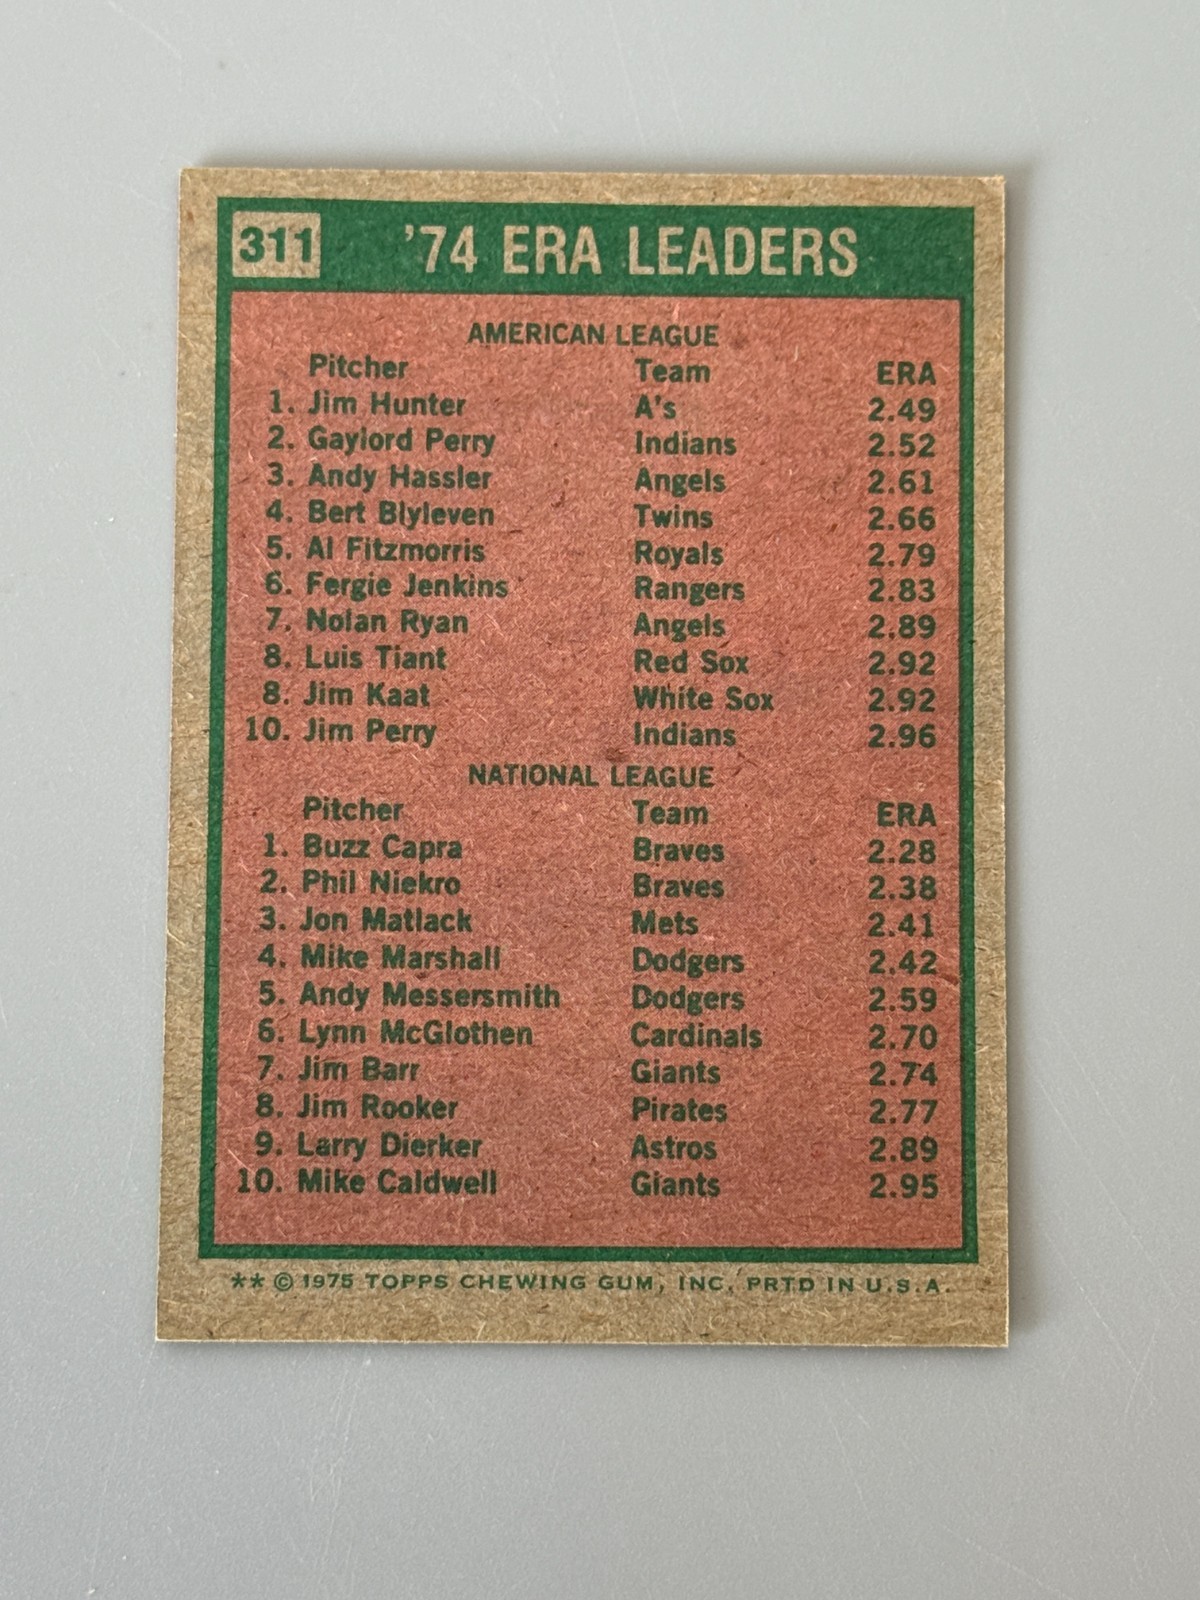 311 '74 ERA LEADERS
AMERICAN LEAGUE
Pitcher Team ERA
1. Jim Hunter A's 2.49
2. Gaylord Perry Indians 2.52
3. Andy Hassler Angels 2.61
4. Bert Blyleven Twins 2.66
5. Al Fitzmorris Royals 2.79
6. Fergie Jenkins Rangers 2.83
7. Nolan Ryan Angels 2.89
8. Luis Tiant Red Sox 2.92
8. Jim Kaat White Sox 2.92
10. Jim Perry Indians 2.96
NATIONAL LEAGUE
Pitcher Team ERA
1. Buzz Capra Braves 2.28
2. Phil Niekro Braves 2.38
3. Jon Matlack Mets 2.41
4. Mike Marshall Dodgers 2.42
5. Andy Messersmith Dodgers 2.59
6. Lynn McGlothen Cardinals 2.70
7. Jim Barr Giants 2.74
8. Jim Rooker Pirates 2.77
9. Larry Dierker Astros 2.89
10. Mike Caldwell Giants 2.95
** © 1975 TOPPS CHEWING GUM, INC. PRTD IN U.S.A.